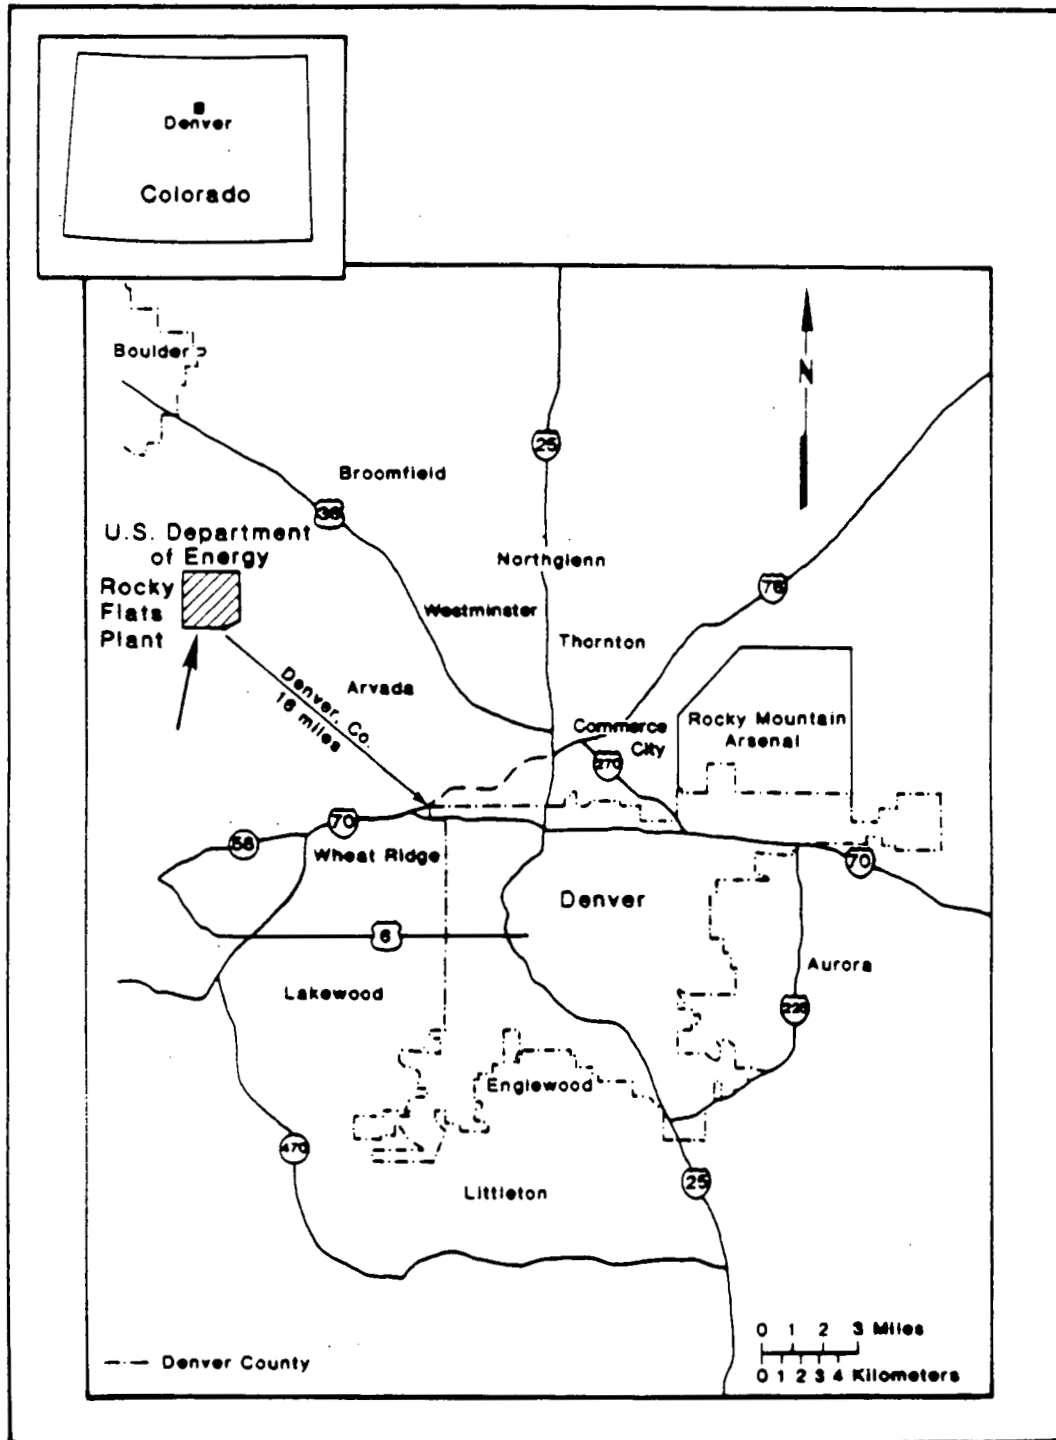 Denver
Colorado
N
Boulder
25
Broomfield
36
U.S. Department
of Energy
Rocky
Flats
Plant
Northglenn
76
Westminster
Thornton
Denver, Co.
16 miles
Arvada
Rocky Mountain
Arsenal
Commerce
City
270
70
58
Wheat Ridge
70
Denver
6
Aurora
Lakewood
225
Englewood
470
25
Littleton
0 1 2 3 Miles
0 1 2 3 4 Kilometers
Denver County